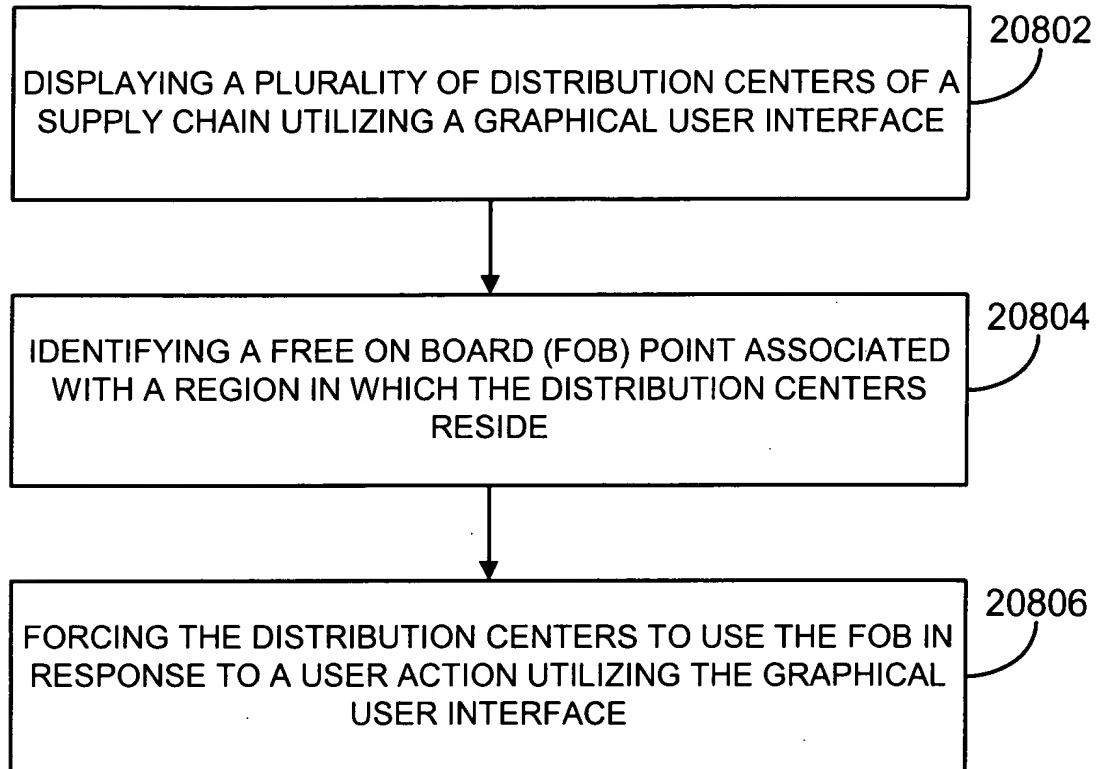 20802
DISPLAYING A PLURALITY OF DISTRIBUTION CENTERS OF A
SUPPLY CHAIN UTILIZING A GRAPHICAL USER INTERFACE
20804
IDENTIFYING A FREE ON BOARD (FOB) POINT ASSOCIATED
WITH A REGION IN WHICH THE DISTRIBUTION CENTERS
RESIDE
20806
FORCING THE DISTRIBUTION CENTERS TO USE THE FOB IN
RESPONSE TO A USER ACTION UTILIZING THE GRAPHICAL
USER INTERFACE